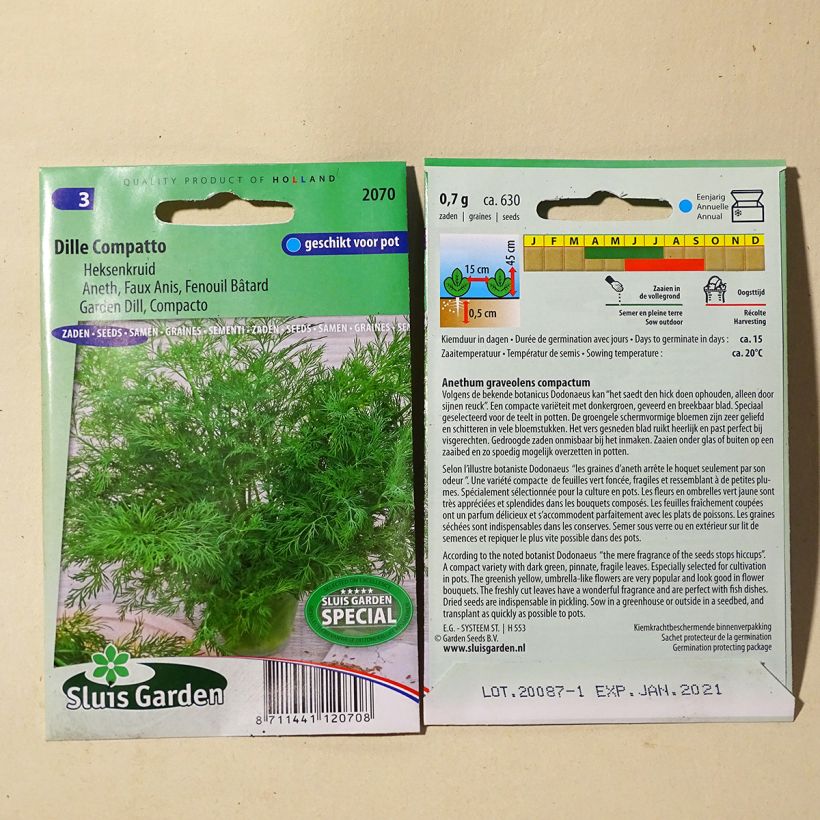 QUALITY PRODUCT OF HOLLAND
3
2070
Dille Compatto
geschikt voor pot
Heksenkruid
Aneth, Faux Anis, Fenouil Bâtard
Garden Dill, Compacto
ZADEN • SEEDS • SAMEN • GRAINES • SEMENTI • ZADEN • SEEDS • SAMEN • GRAINES • SEM
★★★★★
SLUIS GARDEN
SPECIAL
Sluis Garden
8 711441 120708
0,7 g ca. 630
zaden | graines | seeds
Eenjarig
Annuelle
Annual
J F M A M J J A S O N D
45 cm
15 cm
0,5 cm
Zaaien in
de vollegrond
Semer en pleine terre
Sow outdoor
Oogsttijd
Récolte
Harvesting
Kiemduur in dagen • Durée de germination avec jours • Days to germinate in days : ca. 15
Zaaitemperatuur • Températur de semis • Sowing temperature : ca. 20°C
Anethum graveolens compactum
Volgens de bekende botanicus Dodonaeus kan "het saedt den hick doen ophouden, alleen door
sijnen reuck". Een compacte variëteit met donkergroen, geveerd en breekbaar blad. Speciaal
geselecteerd voor de teelt in potten. De groengele schermvormige bloemen zijn zeer geliefd
en schitteren in vele bloemstukken. Het vers gesneden blad ruikt heerlijk en past perfect bij
visgerechten. Gedroogde zaden onmisbaar bij het inmaken. Zaaien onder glas of buiten op een
zaaibed en zo spoedig mogelijk overzetten in potten.
Selon l'illustre botaniste Dodonaeus "les graines d'aneth arrête le hoquet seulement par son
odeur ". Une variété compacte de feuilles vert foncée, fragiles et ressemblant à de petites plu-
mes. Spécialement sélectionnée pour la culture en pots. Les fleurs en ombrelles vert jaune sont
très appréciées et splendides dans les bouquets composés. Les feuilles fraîchement coupées
ont un parfum délicieux et s'accommodent parfaitement avec les plats de poissons. Les graines
séchées sont indispensables dans les conserves. Semer sous verre ou en extérieur sur lit de
semences et repiquer le plus vite possible dans des pots.
According to the noted botanist Dodonaeus "the mere fragrance of the seeds stops hiccups".
A compact variety with dark green, pinnate, fragile leaves. Especially selected for cultivation
in pots. The greenish yellow, umbrella-like flowers are very popular and look good in flower
bouquets. The freshly cut leaves have a wonderful fragrance and are perfect with fish dishes.
Dried seeds are indispensable in pickling. Sow in a greenhouse or outside in a seedbed, and
transplant as quickly as possible to pots.
E.G. - SYSTEEM ST. | H 553
© Garden Seeds B.V.
www.sluisgarden.nl
Kiemkrachtbeschermende binnenverpakking
Sachet protecteur de la germination
Germination protecting package
LOT.20087-1 EXP.JAN.2021